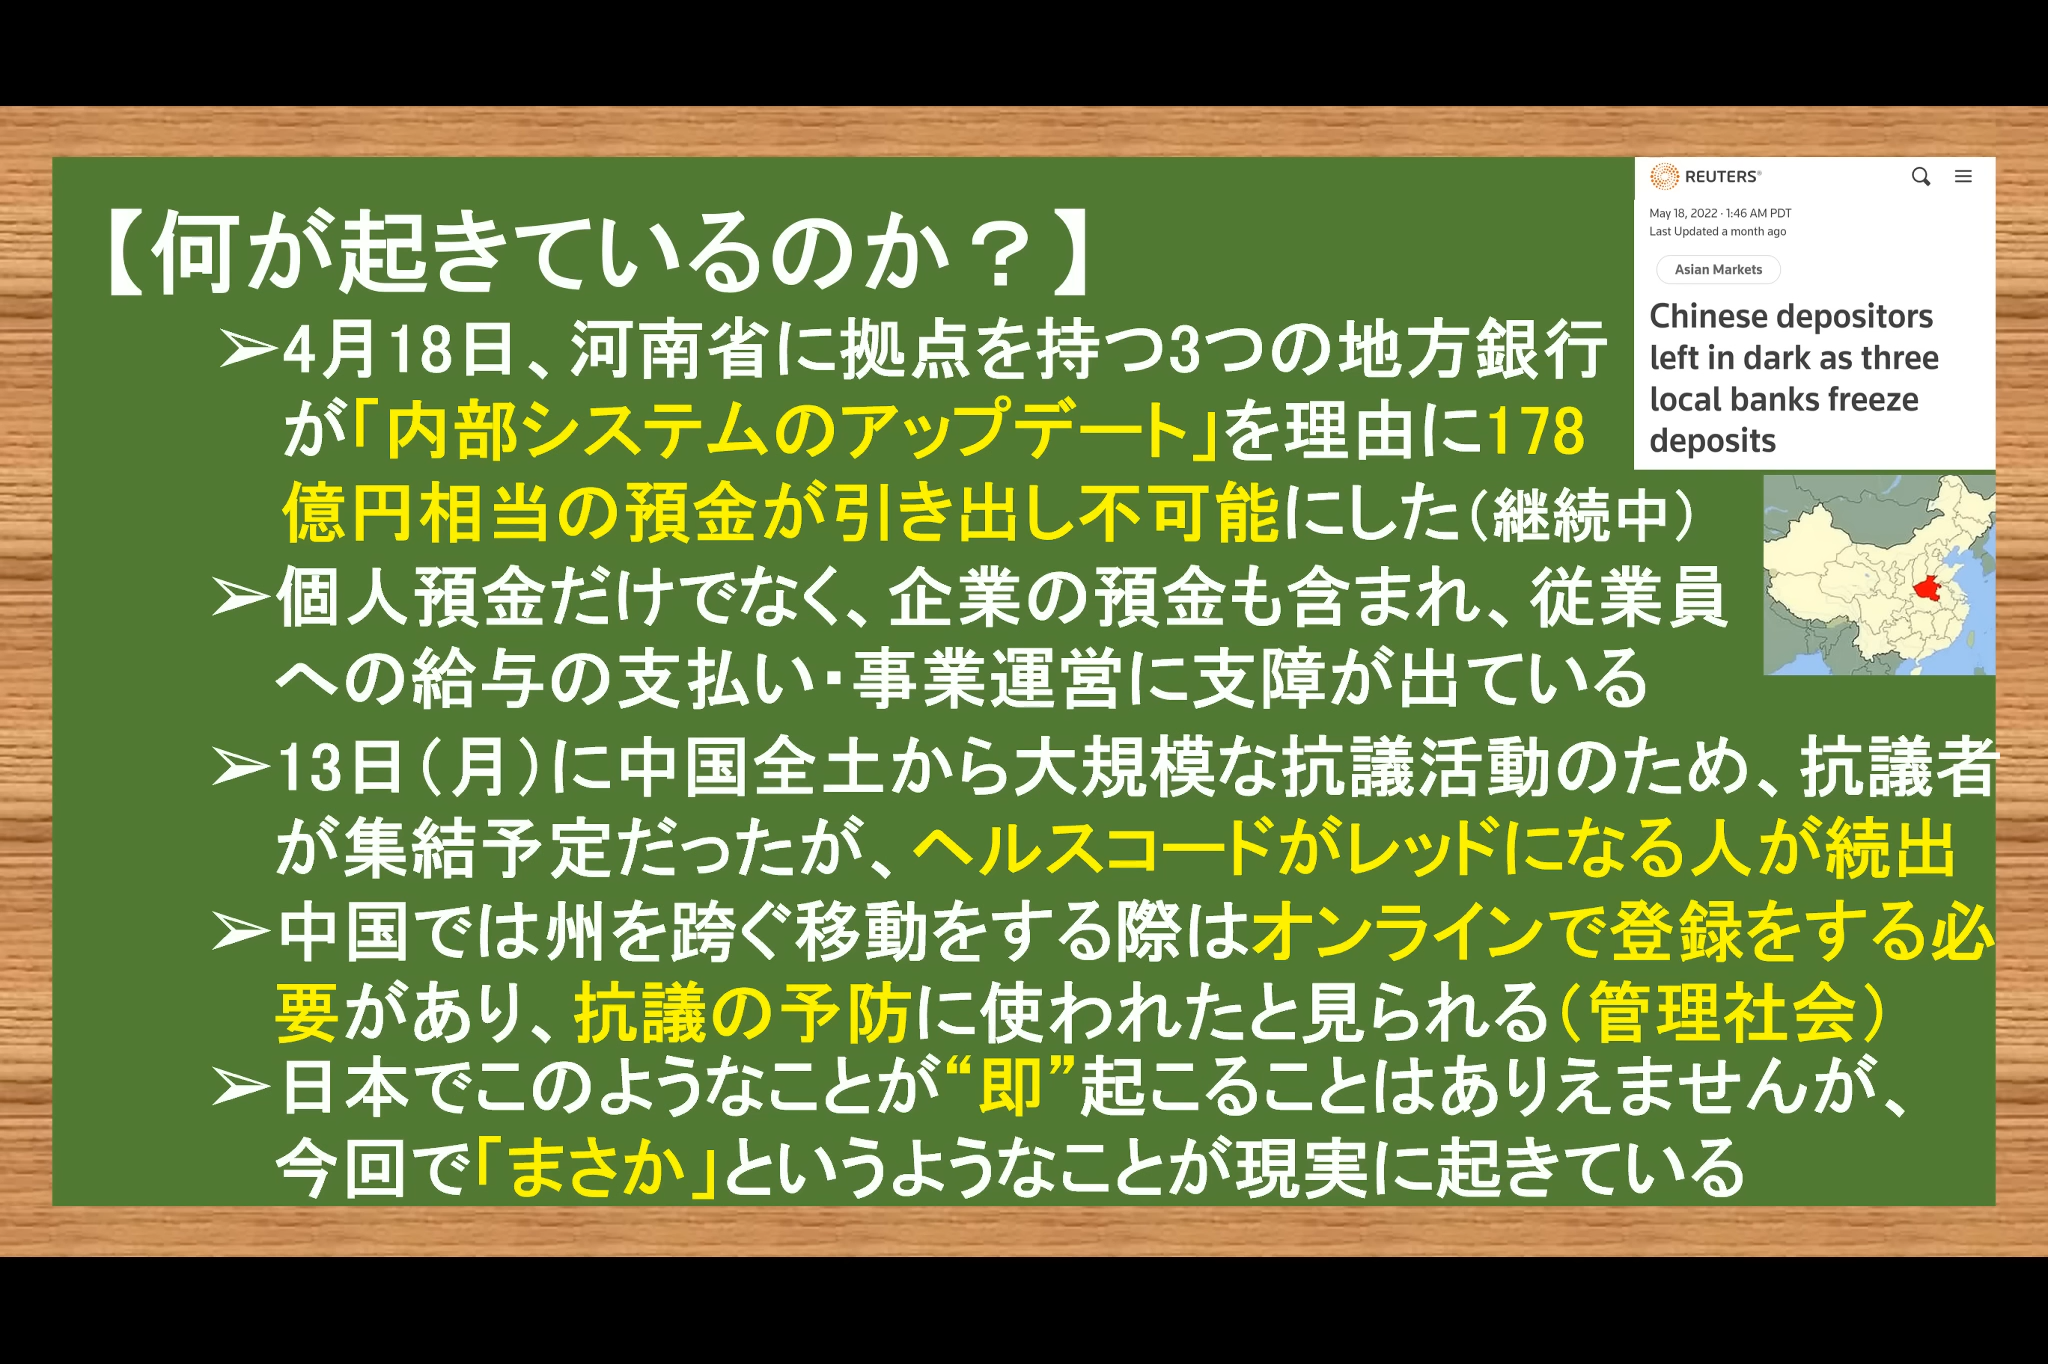 【何が起きているのか？】
➢4月18日、河南省に拠点を持つ3つの地方銀行
が「内部システムのアップデート」を理由に178
億円相当の預金が引き出し不可能にした（継続中）
➢個人預金だけでなく、企業の預金も含まれ、従業員
への給与の支払い・事業運営に支障が出ている
➢13日（月）に中国全土から大規模な抗議活動のため、抗議者
が集結予定だったが、ヘルスコードがレッドになる人が続出
➢中国では州を跨ぐ移動をする際はオンラインで登録をする必
要があり、抗議の予防に使われたと見られる（管理社会）
➢日本でこのようなことが“即”起こることはありえませんが、
今回で「まさか」というようなことが現実に起きている
REUTERS®
May 18, 2022 · 1:46 AM PDT
Last Updated a month ago
Asian Markets
Chinese depositors
left in dark as three
local banks freeze
deposits